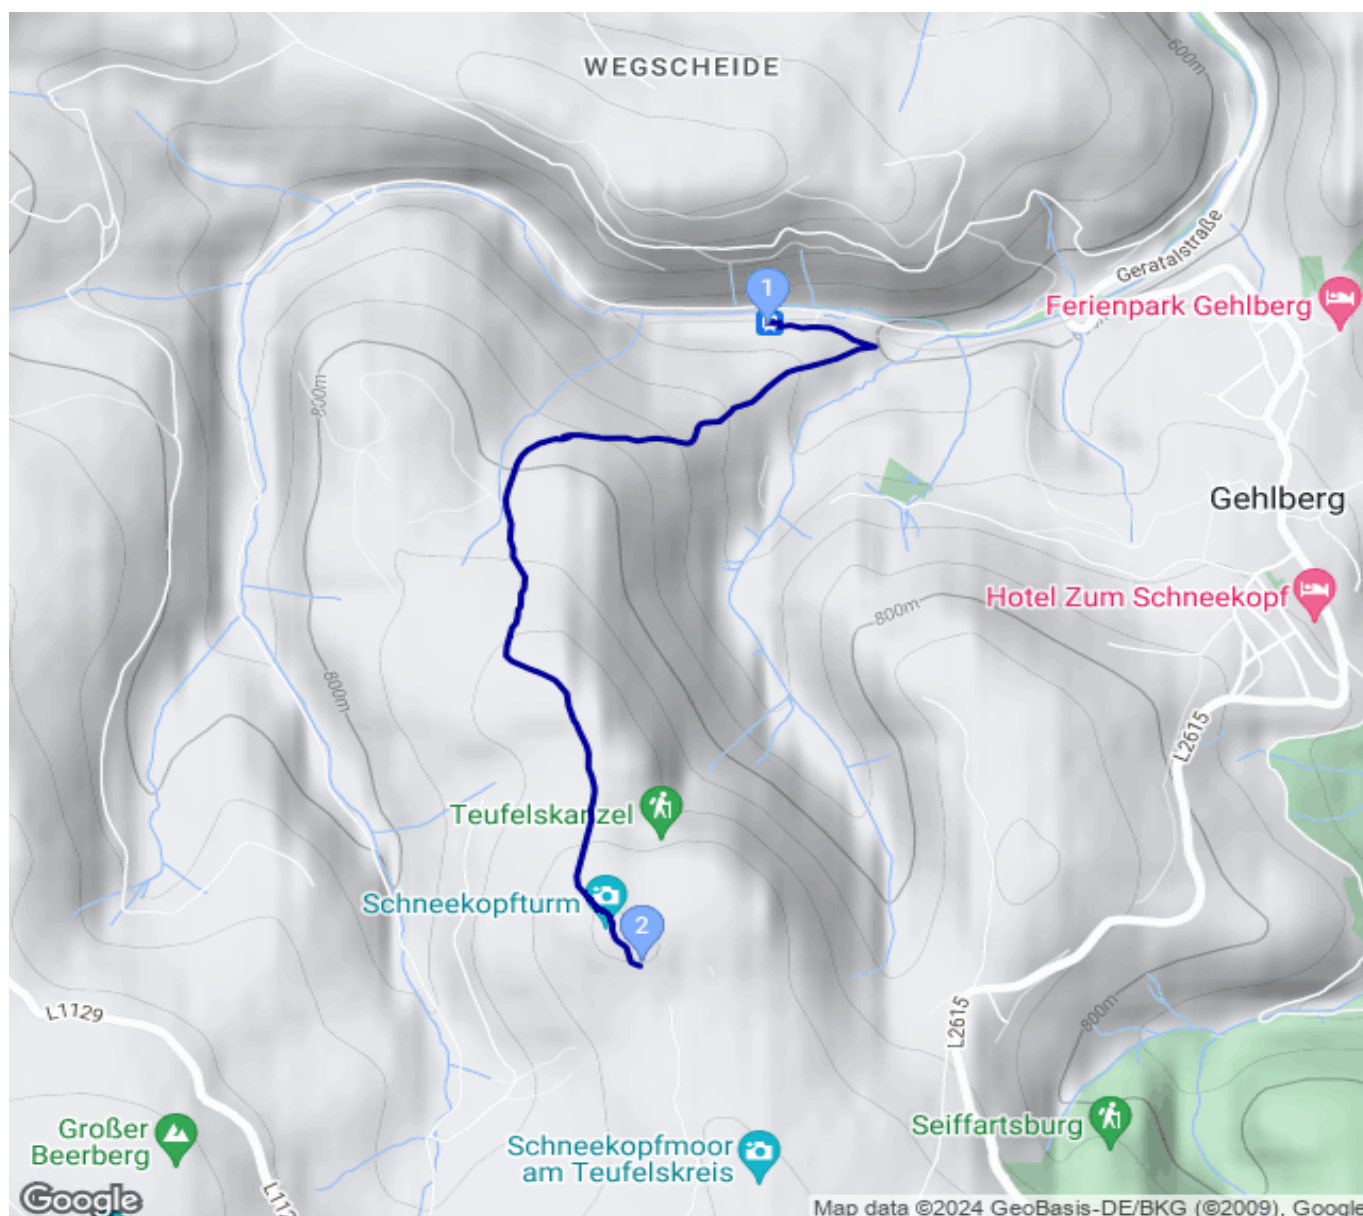 WEGSCHEIDE
600m
Geratalstraße
1
Ferienpark Gehlberg
800m
Gehlberg
Hotel Zum Schneekopf
800m
800m
L2615
Teufelskanzel
Schneekopfturm
2
L1129
L2615
800m
Großer
Beerberg
Seiffartsburg
Schneekopfmoor
am Teufelskreis
Google
Map data ©2024 GeoBasis-DE/BKG (©2009), Google